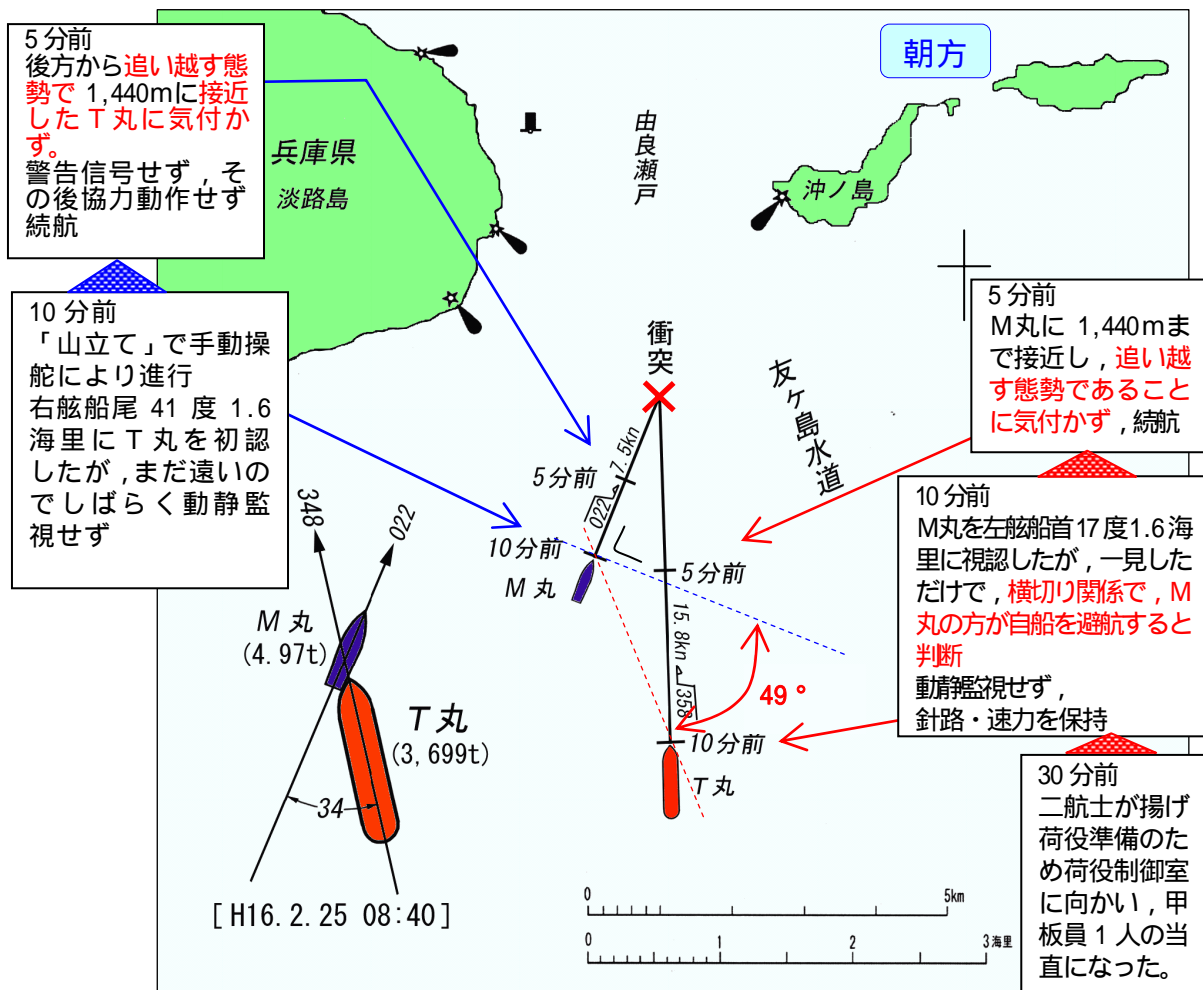 5分前
後方から追い越す態
勢で 1,440mに接近
したT丸に気付か
ず。
警告信号せず，そ
の後協力動作せず
続航
10分前
「山立て」で手動操
舵により進行
右舷船尾 41 度 1.6
海里にT丸を初認
したが，まだ遠いの
でしばらく動静監
視せず
朝方
兵庫県
淡路島
由良瀬戸
沖ノ島
友ケ島水道
衝突
5分前
7.5kn
022
10分前
M丸
5分前
15.8kn
358
49°
10分前
T丸
348
022
M丸
(4.97t)
T丸
(3,699t)
34
[H16.2.25 08:40]
0
5km
0
1
2
3海里
5分前
M丸に 1,440mま
で接近し，追い越
す態勢であること
に気付かず，続航
10分前
M丸を左舷船首17度1.6海
里に視認したが，一見した
だけで，横切り関係で，M
丸の方が自船を避航すると
判断
動静監視せず，
針路・速力を保持
30分前
二航士が揚げ
荷役準備のた
め荷役制御室
に向かい，甲
板員1人の当
直になった。